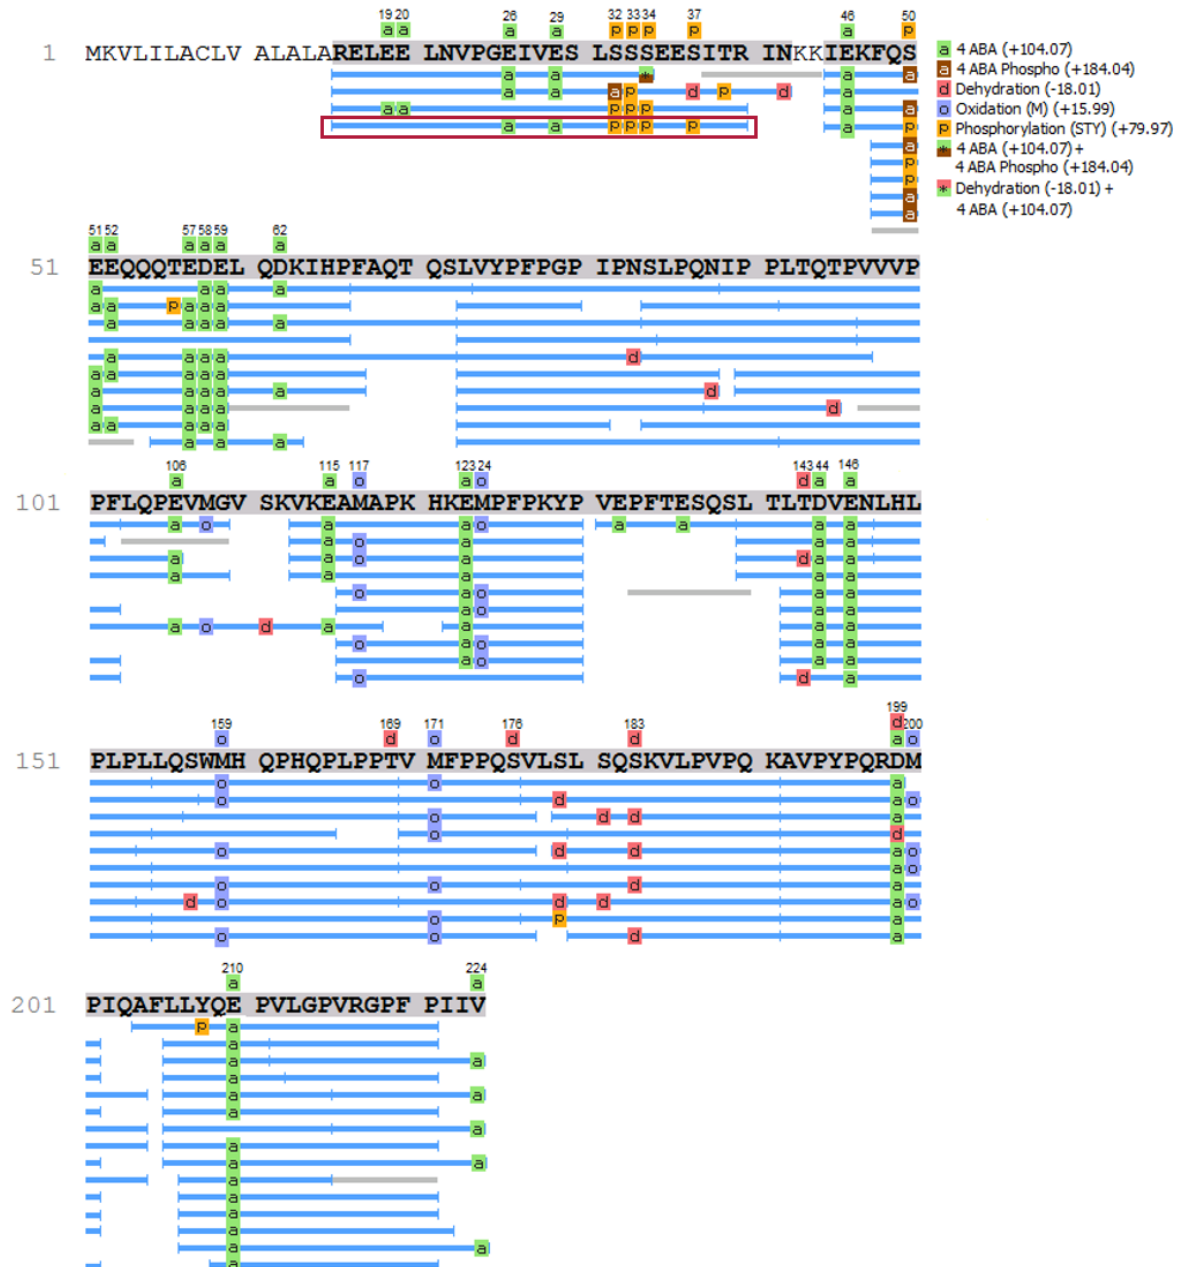 19 20 26 29 32 33 34 37 46 50
a a a a p p p p a p
1 MKVLILACLV ALALARELEE LNVPGEIVES LSSSEESITR INKKIEKFQS
a a * a a
a a a p d p d a
a a p p p a a
a a p p p p a p
a
p
p
a
a
a 4 ABA (+104.07)
a 4 ABA Phospho (+184.04)
d Dehydration (-18.01)
o Oxidation (M) (+15.99)
p Phosphorylation (STY) (+79.97)
* 4 ABA (+104.07) +
4 ABA Phospho (+184.04)
* Dehydration (-18.01) +
4 ABA (+104.07)
51 52 57 58 59 62
a a a a a a
51 EEQQQTEDEL QDKIHPFAQT QSLVYPFPGP IPNSLPQNIP PLTQTPVVVP
a a a a
a a p a a a
a a a a a
a a a a d
a a a a a
a a a a a d
a a a a d
a a a a a
a a a
106 115 117 123 24 143 44 146
a a o a o d a a
101 PFLQPEVMGV SKVKEAMAPK HKEMPFPKYP VEPFTESQSL TLTDVENLHL
a o a a o a a a a
a o a a a
a a o a d a a
a a a a a
o a o a a
a o a a
a o d a a a a
o a o a a
a o a a
o d a
159 169 171 176 183 199 200
o d o d d d a o
151 PLPLLQSWMH QPHQPLPPTV MFPPQSVLSL SQSKVLPVPQ KAVPYPQRDM
o o a
o d a o
o d d a
o d
o d d a o
a o
o o d a
d o d d a o
p o a
o o d a
210 224
a a
201 PIQAFLLYQE PVLGPVRGPF PIIV
p a
a
a a
a
a a
a
a
a
a a
a
a
a
a
a a
a